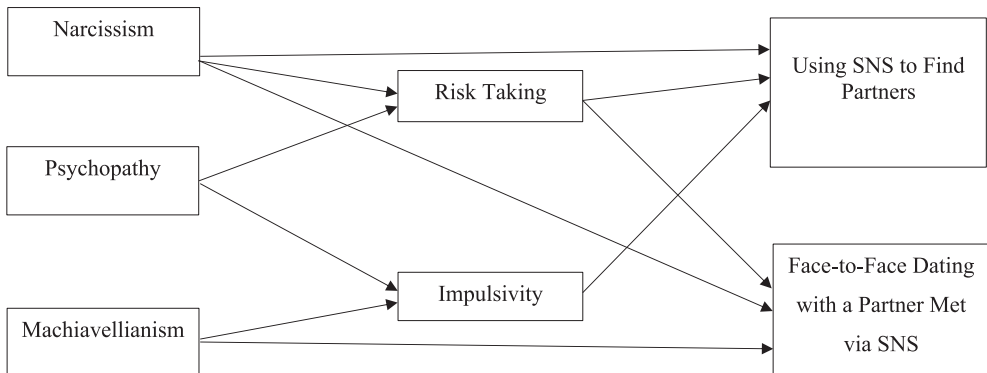 Narcissism
Using SNS to Find
Partners
Risk Taking
Psychopathy
Face-to-Face Dating
with a Partner Met
via SNS
Impulsivity
Machiavellianism